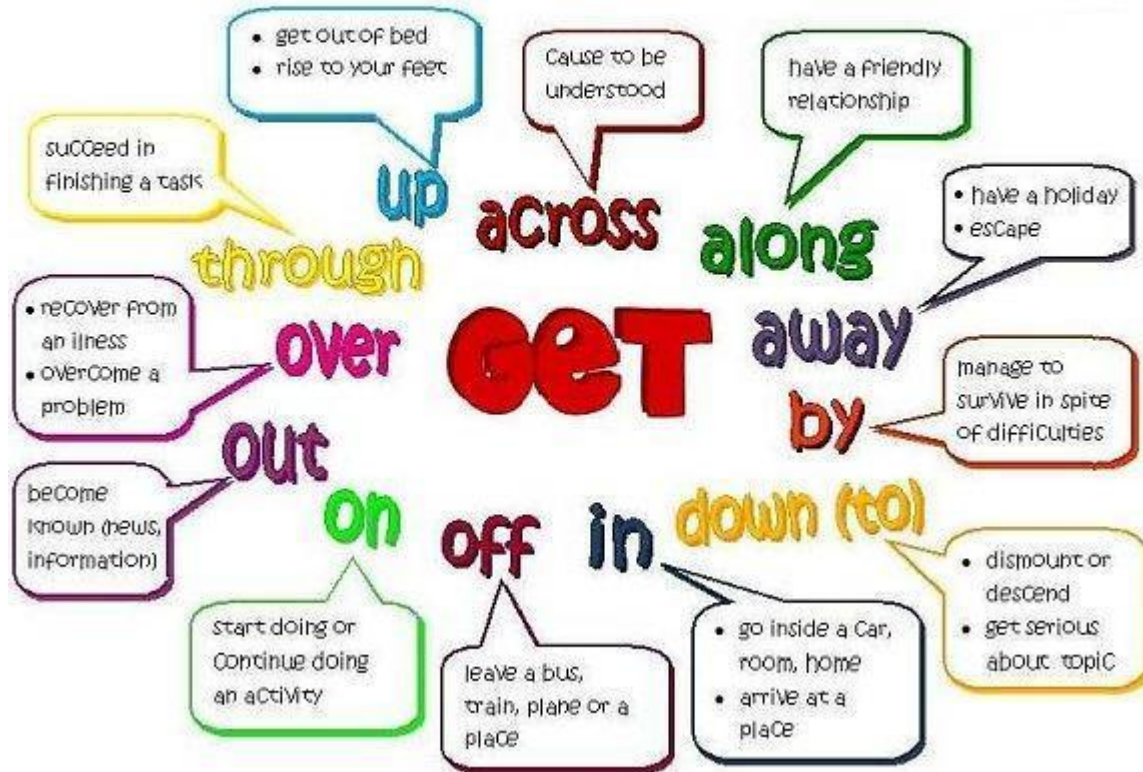 • get out of bed
• rise to your feet
up
Cause to be
understood
across
have a friendly
relationship
along
succeed in
finishing a task
through
• have a holiday
• escape
away
• recover from
an ilness
• overcome a
problem
over
GeT
manage to
survive in spite
of difficulties
by
out
become
known (news,
information)
on
start doing or
continue doing
an activity
off
leave a bus,
train, plane or a
place
in
• go inside a car,
room, home
• arrive at a
place
down (to)
• dismount or
descend
• get serious
about topic